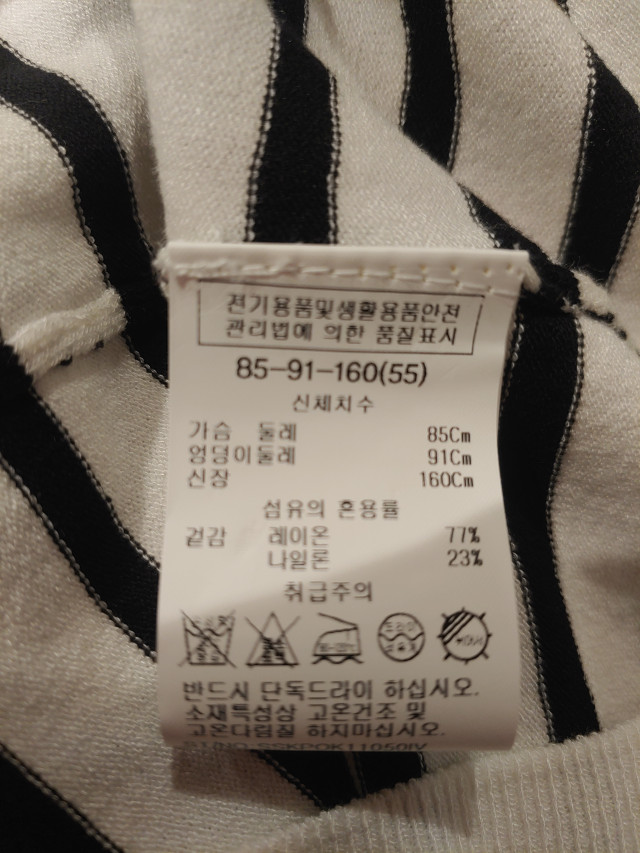 전기용품및생활용품안전
관리법에 의한 품질표시
85-91-160(55)
신체치수
가슴 둘레 85Cm
엉덩이둘레 91Cm
신장 160Cm
섬유의 혼용률
겉감 레이온 77%
나일론 23%
취급주의
드라이
반드시 단독드라이 하십시오.
소재특성상 고온건조 및
고온다림질 하지마십시오.